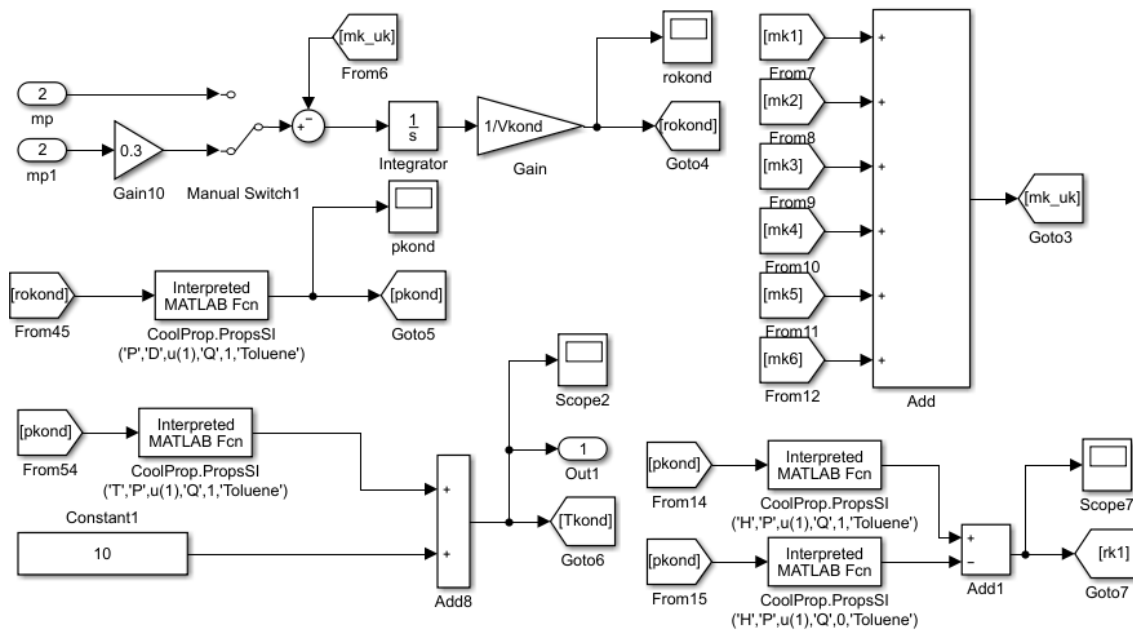 [mk_uk]
From6
rokond
2
mp
2
mp1
0.3
Gain10
Manual Switch1
+
−
1
s
Integrator
1/Vkond
Gain
[rokond]
Goto4
pkond
[rokond]
From45
Interpreted
MATLAB Fcn
CoolProp.PropsSI
('P','D',u(1),'Q',1,'Toluene')
[pkond]
Goto5
[mk1]
From7
[mk2]
From8
[mk3]
From9
[mk4]
From10
[mk5]
From11
[mk6]
From12
+
+
+
+
+
+
Add
[mk_uk]
Goto3
[pkond]
From54
Interpreted
MATLAB Fcn
CoolProp.PropsSI
('T','P',u(1),'Q',1,'Toluene')
Constant1
10
+
+
Add8
Scope2
1
Out1
[Tkond]
Goto6
[pkond]
From14
Interpreted
MATLAB Fcn
CoolProp.PropsSI
('H','P',u(1),'Q',1,'Toluene')
[pkond]
From15
Interpreted
MATLAB Fcn
CoolProp.PropsSI
('H','P',u(1),'Q',0,'Toluene')
+
−
Add1
Scope7
[rk1]
Goto7